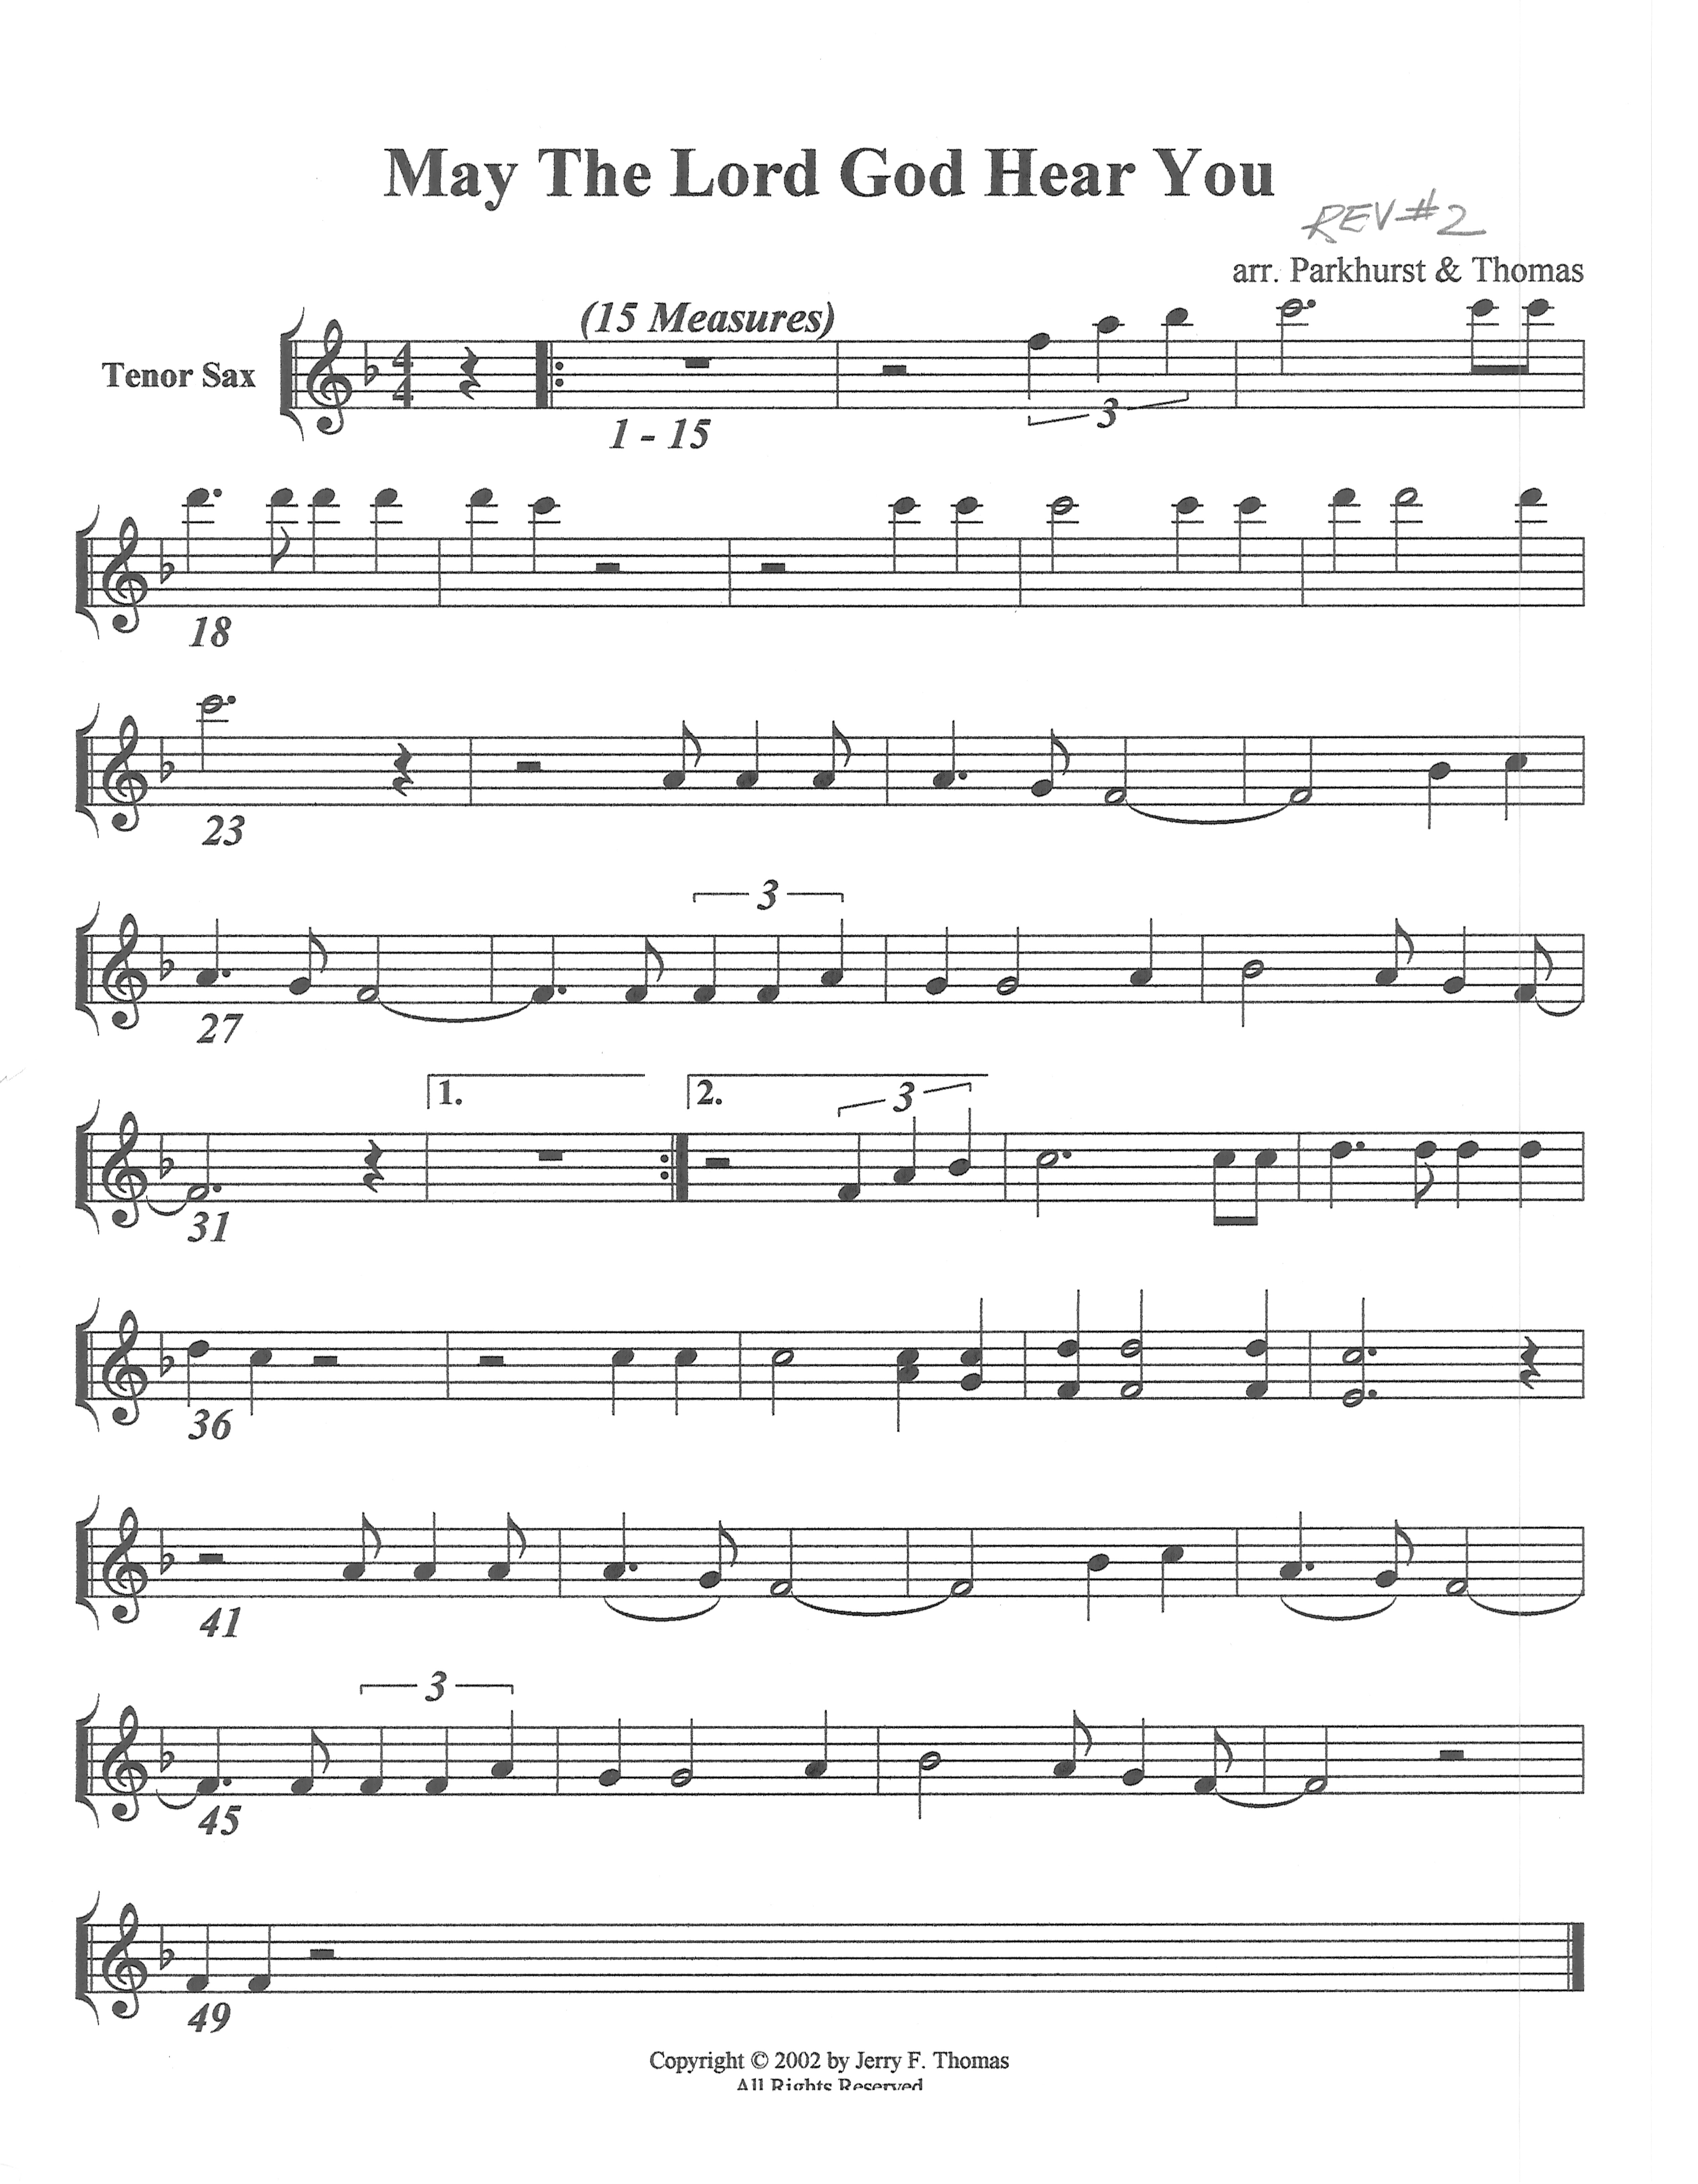 May The Lord God Hear You
REV#2
arr. Parkhurst & Thomas
(15 Measures)
Tenor Sax
4
4
3
1 - 15
18
23
3
27
1.
2.
3
31
36
41
3
45
49
Copyright © 2002 by Jerry F. Thomas
All Rights Reserved